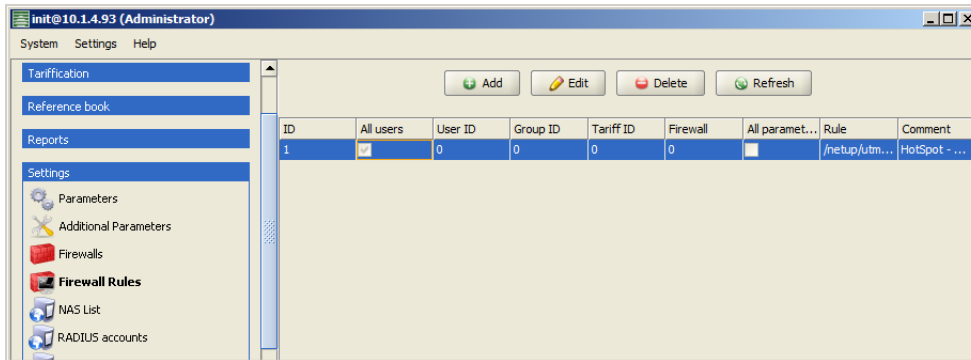 init@10.1.4.93 (Administrator)
System Settings Help
Tariffication
Reference book
Reports
Settings
Parameters
Additional Parameters
Firewalls
Firewall Rules
NAS List
RADIUS accounts
Add Edit Delete Refresh
ID All users User ID Group ID Tariff ID Firewall All paramet... Rule Comment
1 0 0 0 0 /netup/utm... HotSpot - ...